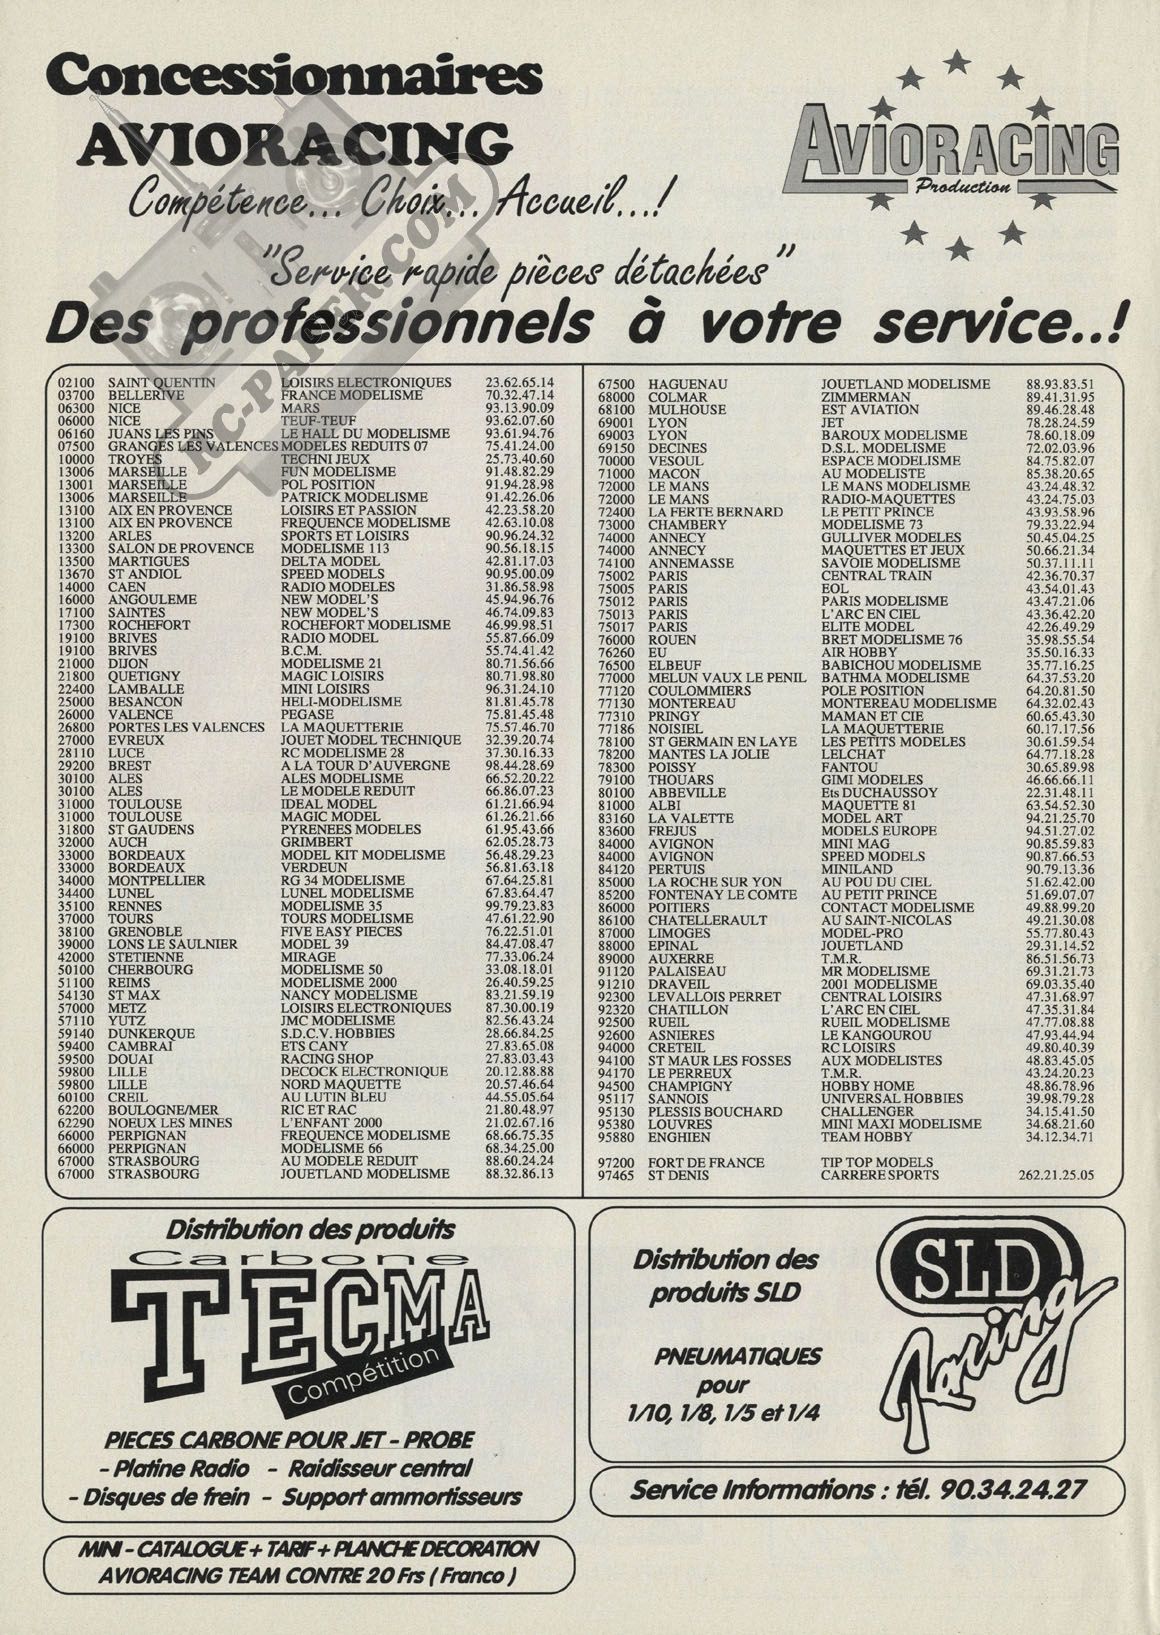 Concessionnaires
AVIORACING
Compétence... Choix... Accueil...!
"Service rapide pièces détachées"
AVIORACING
Production
RC-PAPER.COM
Des professionnels à votre service..!
02100 SAINT QUENTIN LOISIRS ELECTRONIQUES 23.62.65.14
03700 BELLERIVE FRANCE MODELISME 70.32.47.14
06300 NICE MARS 93.13.90.09
06000 NICE TEUF-TEUF 93.62.07.60
06160 JUANS LES PINS LE HALL DU MODELISME 93.61.94.76
07500 GRANGES LES VALENCES MODELES REDUITS 07 75.41.24.00
10000 TROYES TECHNI JEUX 25.73.40.60
13006 MARSEILLE FUN MODELISME 91.48.82.29
13001 MARSEILLE POL POSITION 91.94.28.98
13006 MARSEILLE PATRICK MODELISME 91.42.26.06
13100 AIX EN PROVENCE LOISIRS ET PASSION 42.23.58.20
13100 AIX EN PROVENCE FREQUENCE MODELISME 42.63.10.08
13200 ARLES SPORTS ET LOISIRS 90.96.24.32
13300 SALON DE PROVENCE MODELISME 113 90.56.18.15
13500 MARTIGUES DELTA MODEL 42.81.17.03
13670 ST ANDIOL SPEED MODELS 90.95.00.09
14000 CAEN RADIO MODELES 31.86.58.98
16000 ANGOULEME NEW MODEL'S 45.94.96.76
17100 SAINTES NEW MODEL'S 46.74.09.83
17300 ROCHEFORT ROCHEFORT MODELISME 46.99.98.51
19100 BRIVES RADIO MODEL 55.87.66.09
19100 BRIVES B.C.M. 55.74.41.42
21000 DIJON MODELISME 21 80.71.56.66
21800 QUETIGNY MAGIC LOISIRS 80.71.98.80
22400 LAMBALLE MINI LOISIRS 96.31.24.10
25000 BESANCON HELI-MODELISME 81.81.45.78
26000 VALENCE PEGASE 75.81.45.48
26800 PORTES LES VALENCES LA MAQUETTERIE 75.57.46.70
27000 EVREUX JOUET MODEL TECHNIQUE 32.39.20.74
28110 LUCE RC MODELISME 28 37.30.16.33
29200 BREST A LA TOUR D'AUVERGNE 98.44.28.69
30100 ALES ALES MODELISME 66.52.20.22
30100 ALES LE MODELE REDUIT 66.86.07.23
31000 TOULOUSE IDEAL MODEL 61.21.66.94
31000 TOULOUSE MAGIC MODEL 61.26.21.66
31800 ST GAUDENS PYRENEES MODELES 61.95.43.66
32000 AUCH GRIMBERT 62.05.28.73
33000 BORDEAUX MODEL KIT MODELISME 56.48.29.23
33000 BORDEAUX VERDEUN 56.81.63.18
34000 MONTPELLIER RG 34 MODELISME 67.64.25.81
34400 LUNEL LUNEL MODELISME 67.83.64.47
35100 RENNES MODELISME 35 99.79.23.83
37000 TOURS TOURS MODELISME 47.61.22.90
38100 GRENOBLE FIVE EASY PIECES 76.22.51.01
39000 LONS LE SAULNIER MODEL 39 84.47.08.47
42000 STETIENNE MIRAGE 77.33.06.24
50100 CHERBOURG MODELISME 50 33.08.18.01
51100 REIMS MODELISME 2000 26.40.59.25
54130 ST MAX NANCY MODELISME 83.21.59.19
57000 METZ LOISIRS ELECTRONIQUES 87.30.00.19
57110 YUTZ JMC MODELISME 82.56.43.24
59140 DUNKERQUE S.D.C.V. HOBBIES 28.66.84.25
59400 CAMBRAI ETS CANY 27.83.65.08
59500 DOUAI RACING SHOP 27.83.03.43
59800 LILLE DECOCK ELECTRONIQUE 20.12.88.88
59800 LILLE NORD MAQUETTE 20.57.46.64
60100 CREIL AU LUTIN BLEU 44.55.05.64
62200 BOULOGNE/MER RIC ET RAC 21.80.48.97
62290 NOEUX LES MINES L'ENFANT 2000 21.02.67.16
66000 PERPIGNAN FREQUENCE MODELISME 68.66.75.35
66000 PERPIGNAN MODELISME 66 68.34.25.00
67000 STRASBOURG AU MODELE REDUIT 88.60.24.24
67000 STRASBOURG JOUETLAND MODELISME 88.32.86.13
67500 HAGUENAU JOUETLAND MODELISME 88.93.83.51
68000 COLMAR ZIMMERMAN 89.41.31.95
68100 MULHOUSE EST AVIATION 89.46.28.48
69001 LYON JET 78.28.24.59
69003 LYON BAROUX MODELISME 78.60.18.09
69150 DECINES D.S.L. MODELISME 72.02.03.96
70000 VESOUL ESPACE MODELISME 84.75.82.07
71000 MACON AU MODELISTE 85.38.20.65
72000 LE MANS LE MANS MODELISME 43.24.48.32
72000 LE MANS RADIO-MAQUETTES 43.24.75.03
72400 LA FERTE BERNARD LE PETIT PRINCE 43.93.58.96
73000 CHAMBERY MODELISME 73 79.33.22.94
74000 ANNECY GULLIVER MODELES 50.45.04.25
74000 ANNECY MAQUETTES ET JEUX 50.66.21.34
74100 ANNEMASSE SAVOIE MODELISME 50.37.11.11
75002 PARIS CENTRAL TRAIN 42.36.70.37
75005 PARIS EOL 43.54.01.43
75012 PARIS PARIS MODELISME 43.47.21.06
75013 PARIS L'ARC EN CIEL 43.36.42.20
75017 PARIS ELITE MODEL 42.26.49.29
76000 ROUEN BRET MODELISME 76 35.98.55.54
76260 EU AIR HOBBY 35.50.16.33
76500 ELBEUF BABICHOU MODELISME 35.77.16.25
77000 MELUN VAUX LE PENIL BATHMA MODELISME 64.37.53.20
77120 COULOMMIERS POLE POSITION 64.20.81.50
77130 MONTEREAU MONTEREAU MODELISME 64.32.02.43
77310 PRINGY MAMAN ET CIE 60.65.43.30
77186 NOISIEL LA MAQUETTERIE 60.17.17.56
78100 ST GERMAIN EN LAYE LES PETITS MODELES 30.61.59.54
78200 MANTES LA JOLIE LELCHAT 64.77.18.28
78300 POISSY FANTOU 30.65.89.98
79100 THOUARS GIMI MODELES 46.66.66.11
80100 ABBEVILLE Ets DUCHAUSSOY 22.31.48.11
81000 ALBI MAQUETTE 81 63.54.52.30
83160 LA VALETTE MODEL ART 94.21.25.70
83600 FREJUS MODELS EUROPE 94.51.27.02
84000 AVIGNON MINI MAG 90.85.59.83
84000 AVIGNON SPEED MODELS 90.87.66.53
84120 PERTUIS MINILAND 90.79.13.36
85000 LA ROCHE SUR YON AU POU DU CIEL 51.62.42.00
85200 FONTENAY LE COMTE AU PETIT PRINCE 51.69.07.07
86000 POITIERS CONTACT MODELISME 49.88.99.20
86100 CHATELLERAULT AU SAINT-NICOLAS 49.21.30.08
87000 LIMOGES MODEL-PRO 55.77.80.43
88000 EPINAL JOUETLAND 29.31.14.52
89000 AUXERRE T.M.R. 86.51.56.73
91120 PALAISEAU MR MODELISME 69.31.21.73
91210 DRAVEIL 2001 MODELISME 69.03.35.40
92300 LEVALLOIS PERRET CENTRAL LOISIRS 47.31.68.97
92320 CHATILLON L'ARC EN CIEL 47.35.31.84
92500 RUEIL RUEIL MODELISME 47.77.08.88
92600 ASNIERES LE KANGOUROU 47.93.44.94
94000 CRETEIL RC LOISIRS 49.80.40.39
94100 ST MAUR LES FOSSES AUX MODELISTES 48.83.45.05
94170 LE PERREUX T.M.R. 43.24.20.23
94500 CHAMPIGNY HOBBY HOME 48.86.78.96
95117 SANNOIS UNIVERSAL HOBBIES 39.98.79.28
95130 PLESSIS BOUCHARD CHALLENGER 34.15.41.50
95380 LOUVRES MINI MAXI MODELISME 34.68.21.60
95880 ENGHIEN TEAM HOBBY 34.12.34.71
97200 FORT DE FRANCE TIP TOP MODELS
97465 ST DENIS CARRERE SPORTS 262.21.25.05
Distribution des produits
Carbone
TECMA
Compétition
PIECES CARBONE POUR JET - PROBE
- Platine Radio - Raidisseur central
- Disques de frein - Support ammortisseurs
MINI - CATALOGUE + TARIF + PLANCHE DECORATION
AVIORACING TEAM CONTRE 20 Frs ( Franco )
Distribution des
produits SLD
PNEUMATIQUES
pour
1/10, 1/8, 1/5 et 1/4
SLD
Racing
Service Informations : tél. 90.34.24.27